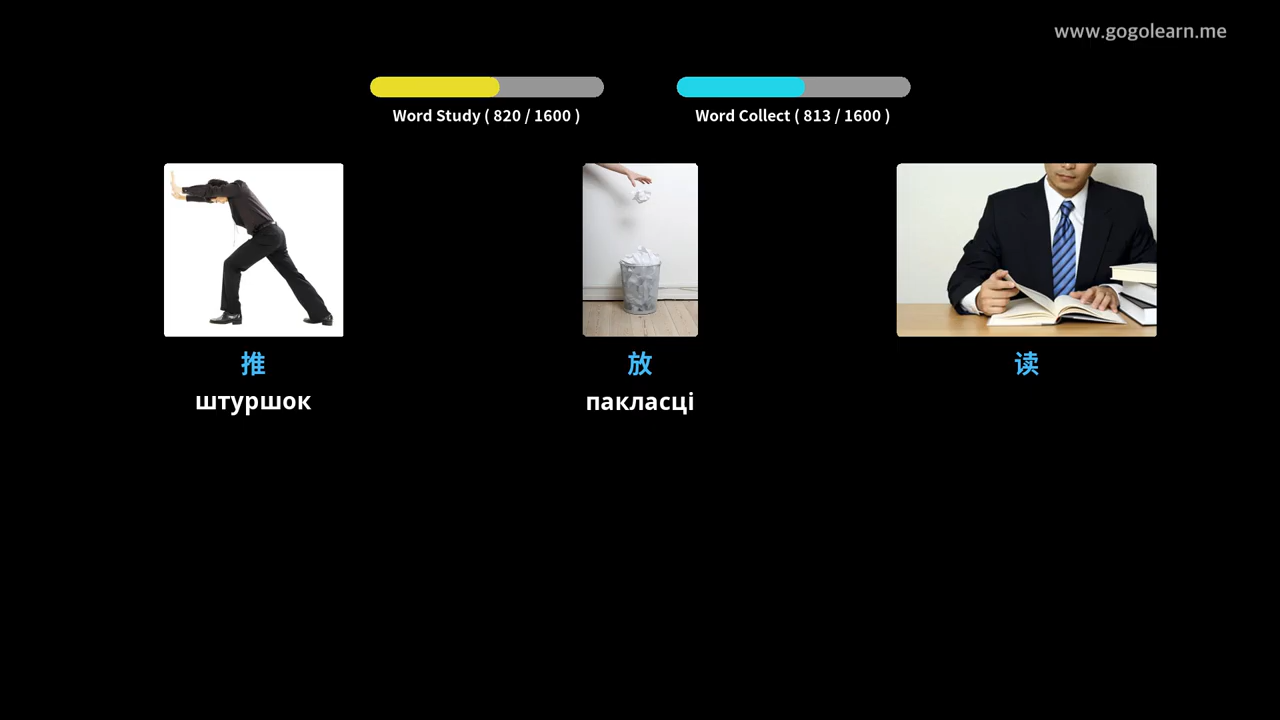 www.gogolearn.me
Word Study ( 820 / 1600 )
Word Collect ( 813 / 1600 )
推
放
读
штуршок
пакласці